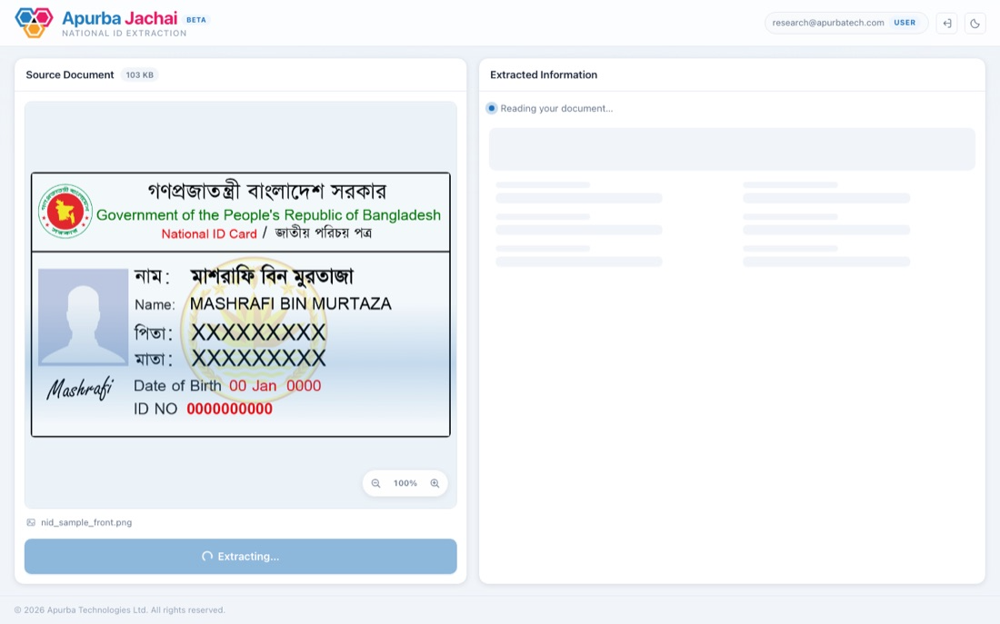 Apurba Jachai BETA
NATIONAL ID EXTRACTION
research@apurbatech.com USER
Source Document 103 KB
গণপ্রজাতন্ত্রী বাংলাদেশ সরকার
Government of the People's Republic of Bangladesh
National ID Card / জাতীয় পরিচয় পত্র
নাম: মাশরাফি বিন মুরতাজা
Name: MASHRAFI BIN MURTAZA
পিতা: XXXXXXXXX
মাতা: XXXXXXXXX
Mashrafi
Date of Birth 00 Jan 0000
ID NO 0000000000
100%
nid_sample_front.png
Extracting...
Extracted Information
Reading your document...
© 2026 Apurba Technologies Ltd. All rights reserved.